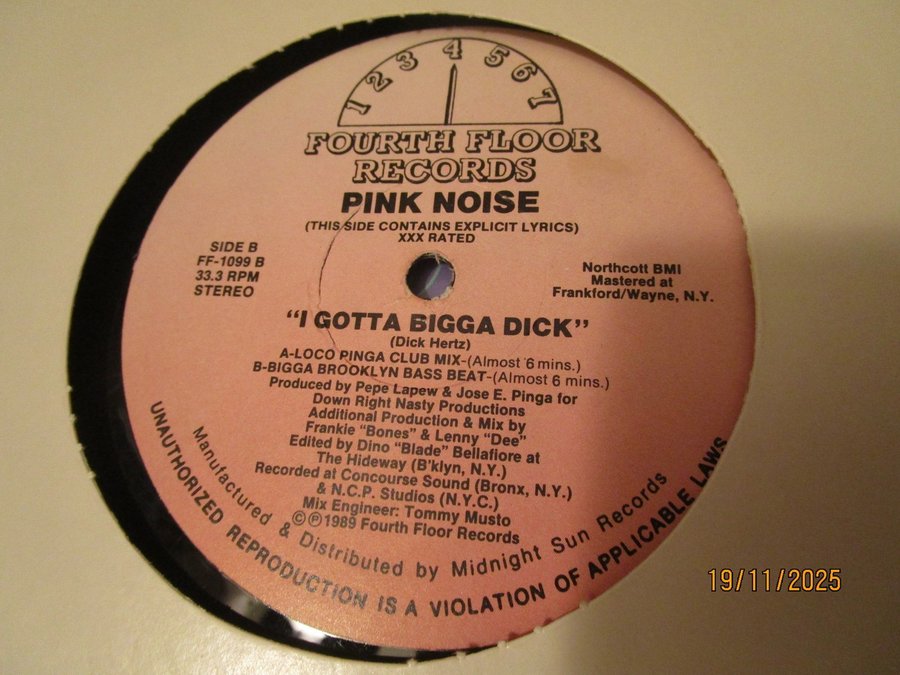 1 2 3 4 5 6 7
FOURTH FLOOR
RECORDS
PINK NOISE
(THIS SIDE CONTAINS EXPLICIT LYRICS)
XXX RATED
SIDE B
FF-1099 B
33.3 RPM
STEREO
Northcott BMI
Mastered at
Frankford/Wayne, N.Y.
"I GOTTA BIGGA DICK"
(Dick Hertz)
A-LOCO PINGA CLUB MIX-(Almost 6 mins.)
B-BIGGA BROOKLYN BASS BEAT-(Almost 6 mins.)
Produced by Pepe Lapew & Jose E. Pinga for
Down Right Nasty Productions
Additional Production & Mix by
Frankie "Bones" & Lenny "Dee"
Edited by Dino "Blade" Bellafiore at
The Hideway (B'klyn, N.Y.)
Recorded at Concourse Sound (Bronx, N.Y.)
& N.C.P. Studios (N.Y.C.)
Mix Engineer: Tommy Musto
©℗1989 Fourth Floor Records
Manufactured & Distributed by Midnight Sun Records
UNAUTHORIZED REPRODUCTION IS A VIOLATION OF APPLICABLE LAWS
19/11/2025